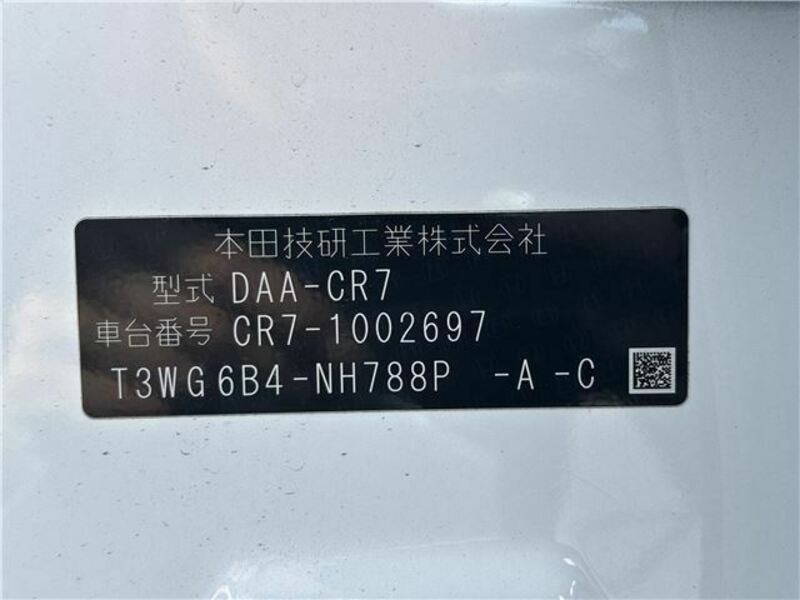 本田技研工業株式会社
型式 DAA-CR7
車台番号 CR7-1002697
T3WG6B4-NH788P -A -C